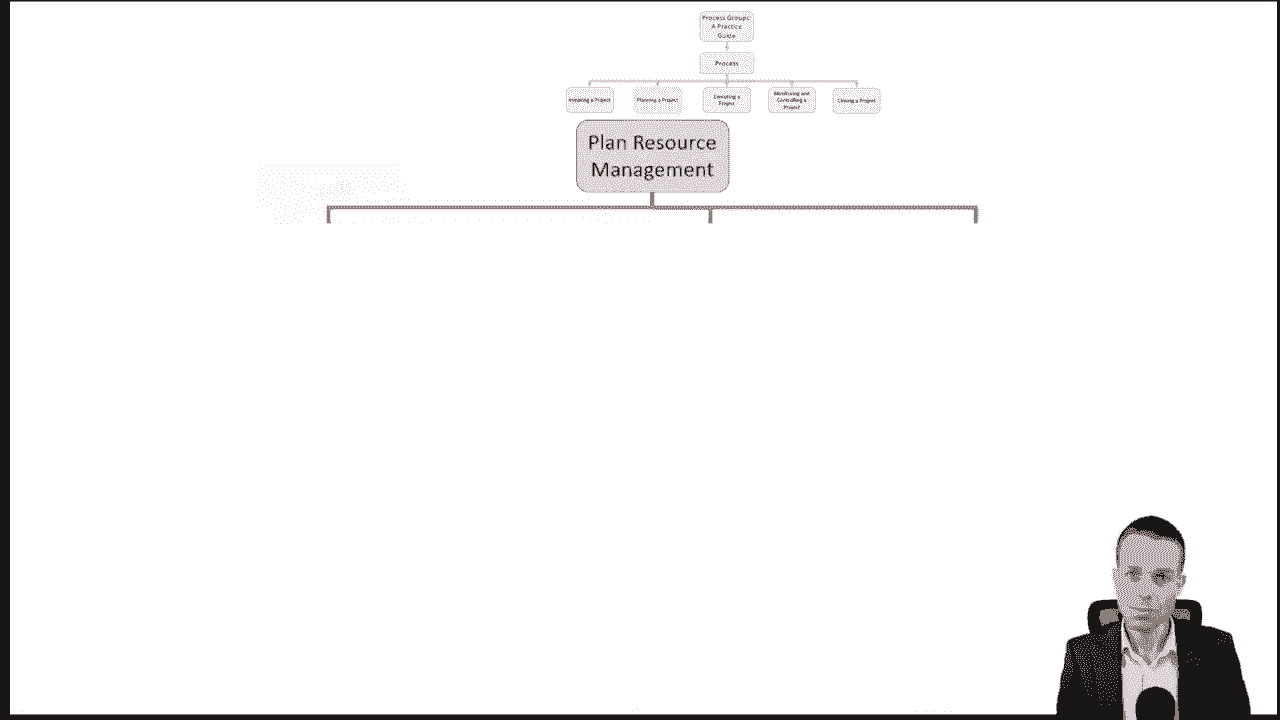 Process Groups:
A Practice
Guide
Process
Initiating a Project
Planning a Project
Executing a
Project
Monitoring and
Controlling a
Project
Closing a Project
Plan Resource
Management